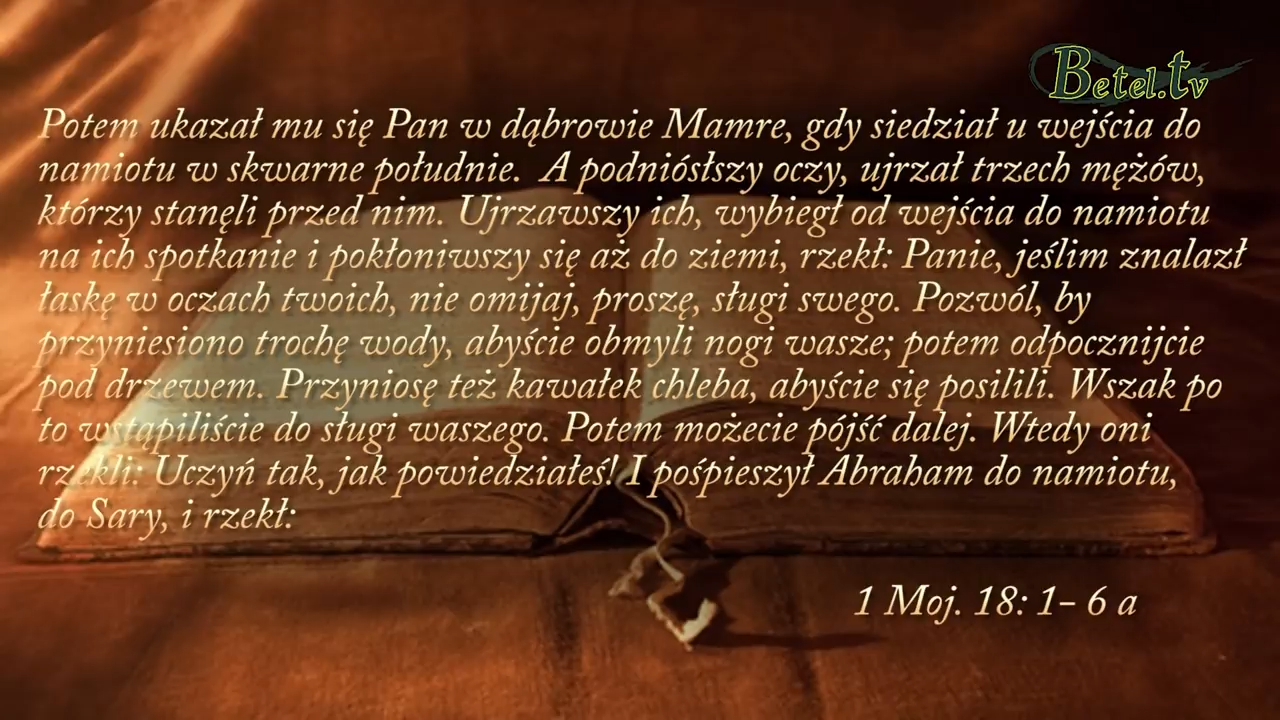 Betel.tv
Potem ukazał mu się Pan w dąbrowie Mamre, gdy siedział u wejścia do
namiotu w skwarne południe. A podniósłszy oczy, ujrzał trzech mężów,
którzy stanęli przed nim. Ujrzawszy ich, wybiegł od wejścia do namiotu
na ich spotkanie i pokłoniwszy się aż do ziemi, rzekł: Panie, jeślim znalazł
łaskę w oczach twoich, nie omijaj, proszę, sługi swego. Pozwól, by
przyniesiono trochę wody, abyście obmyli nogi wasze; potem odpocznijcie
pod drzewem. Przyniosę też kawałek chleba, abyście się posilili. Wszak po
to wstąpiliście do sługi waszego. Potem możecie pójść dalej. Wtedy oni
rzekli: Uczyń tak, jak powiedziałeś! I pośpieszył Abraham do namiotu,
do Sary, i rzekł:
1 Moj. 18: 1- 6 a